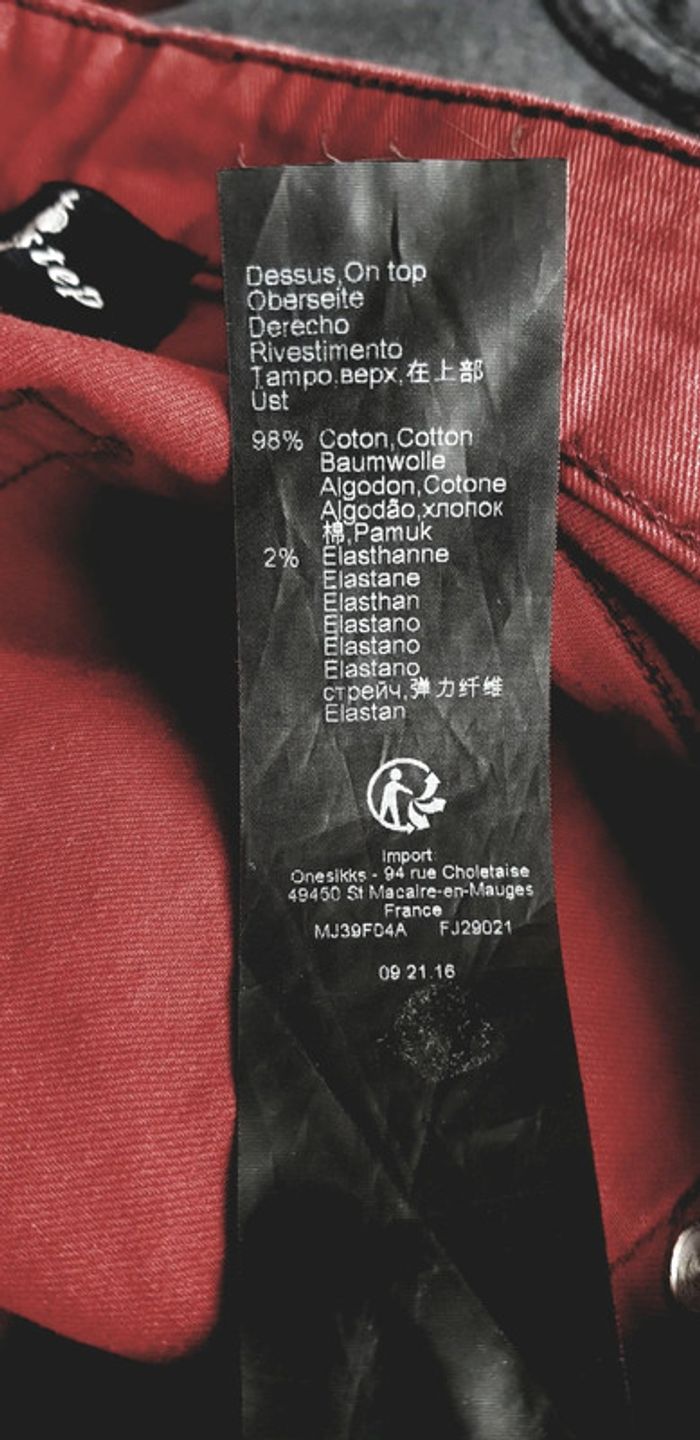 Dessus,On top
Oberseite
Derecho
Rivestimento
Tampo.верх,在上部
Üst
98% Coton,Cotton
Baumwolle
Algodon,Cotone
Algodão,хлопок
棉,Pamuk
2% Elasthanne
Elastane
Elasthan
Elastano
Elastano
Elastano
стрейч,弹力纤维
Elastan
Import:
Onesikks - 94 rue Choletaise
49450 St Macaire-en-Mauges
France
MJ39F04A FJ29021
09 21.16